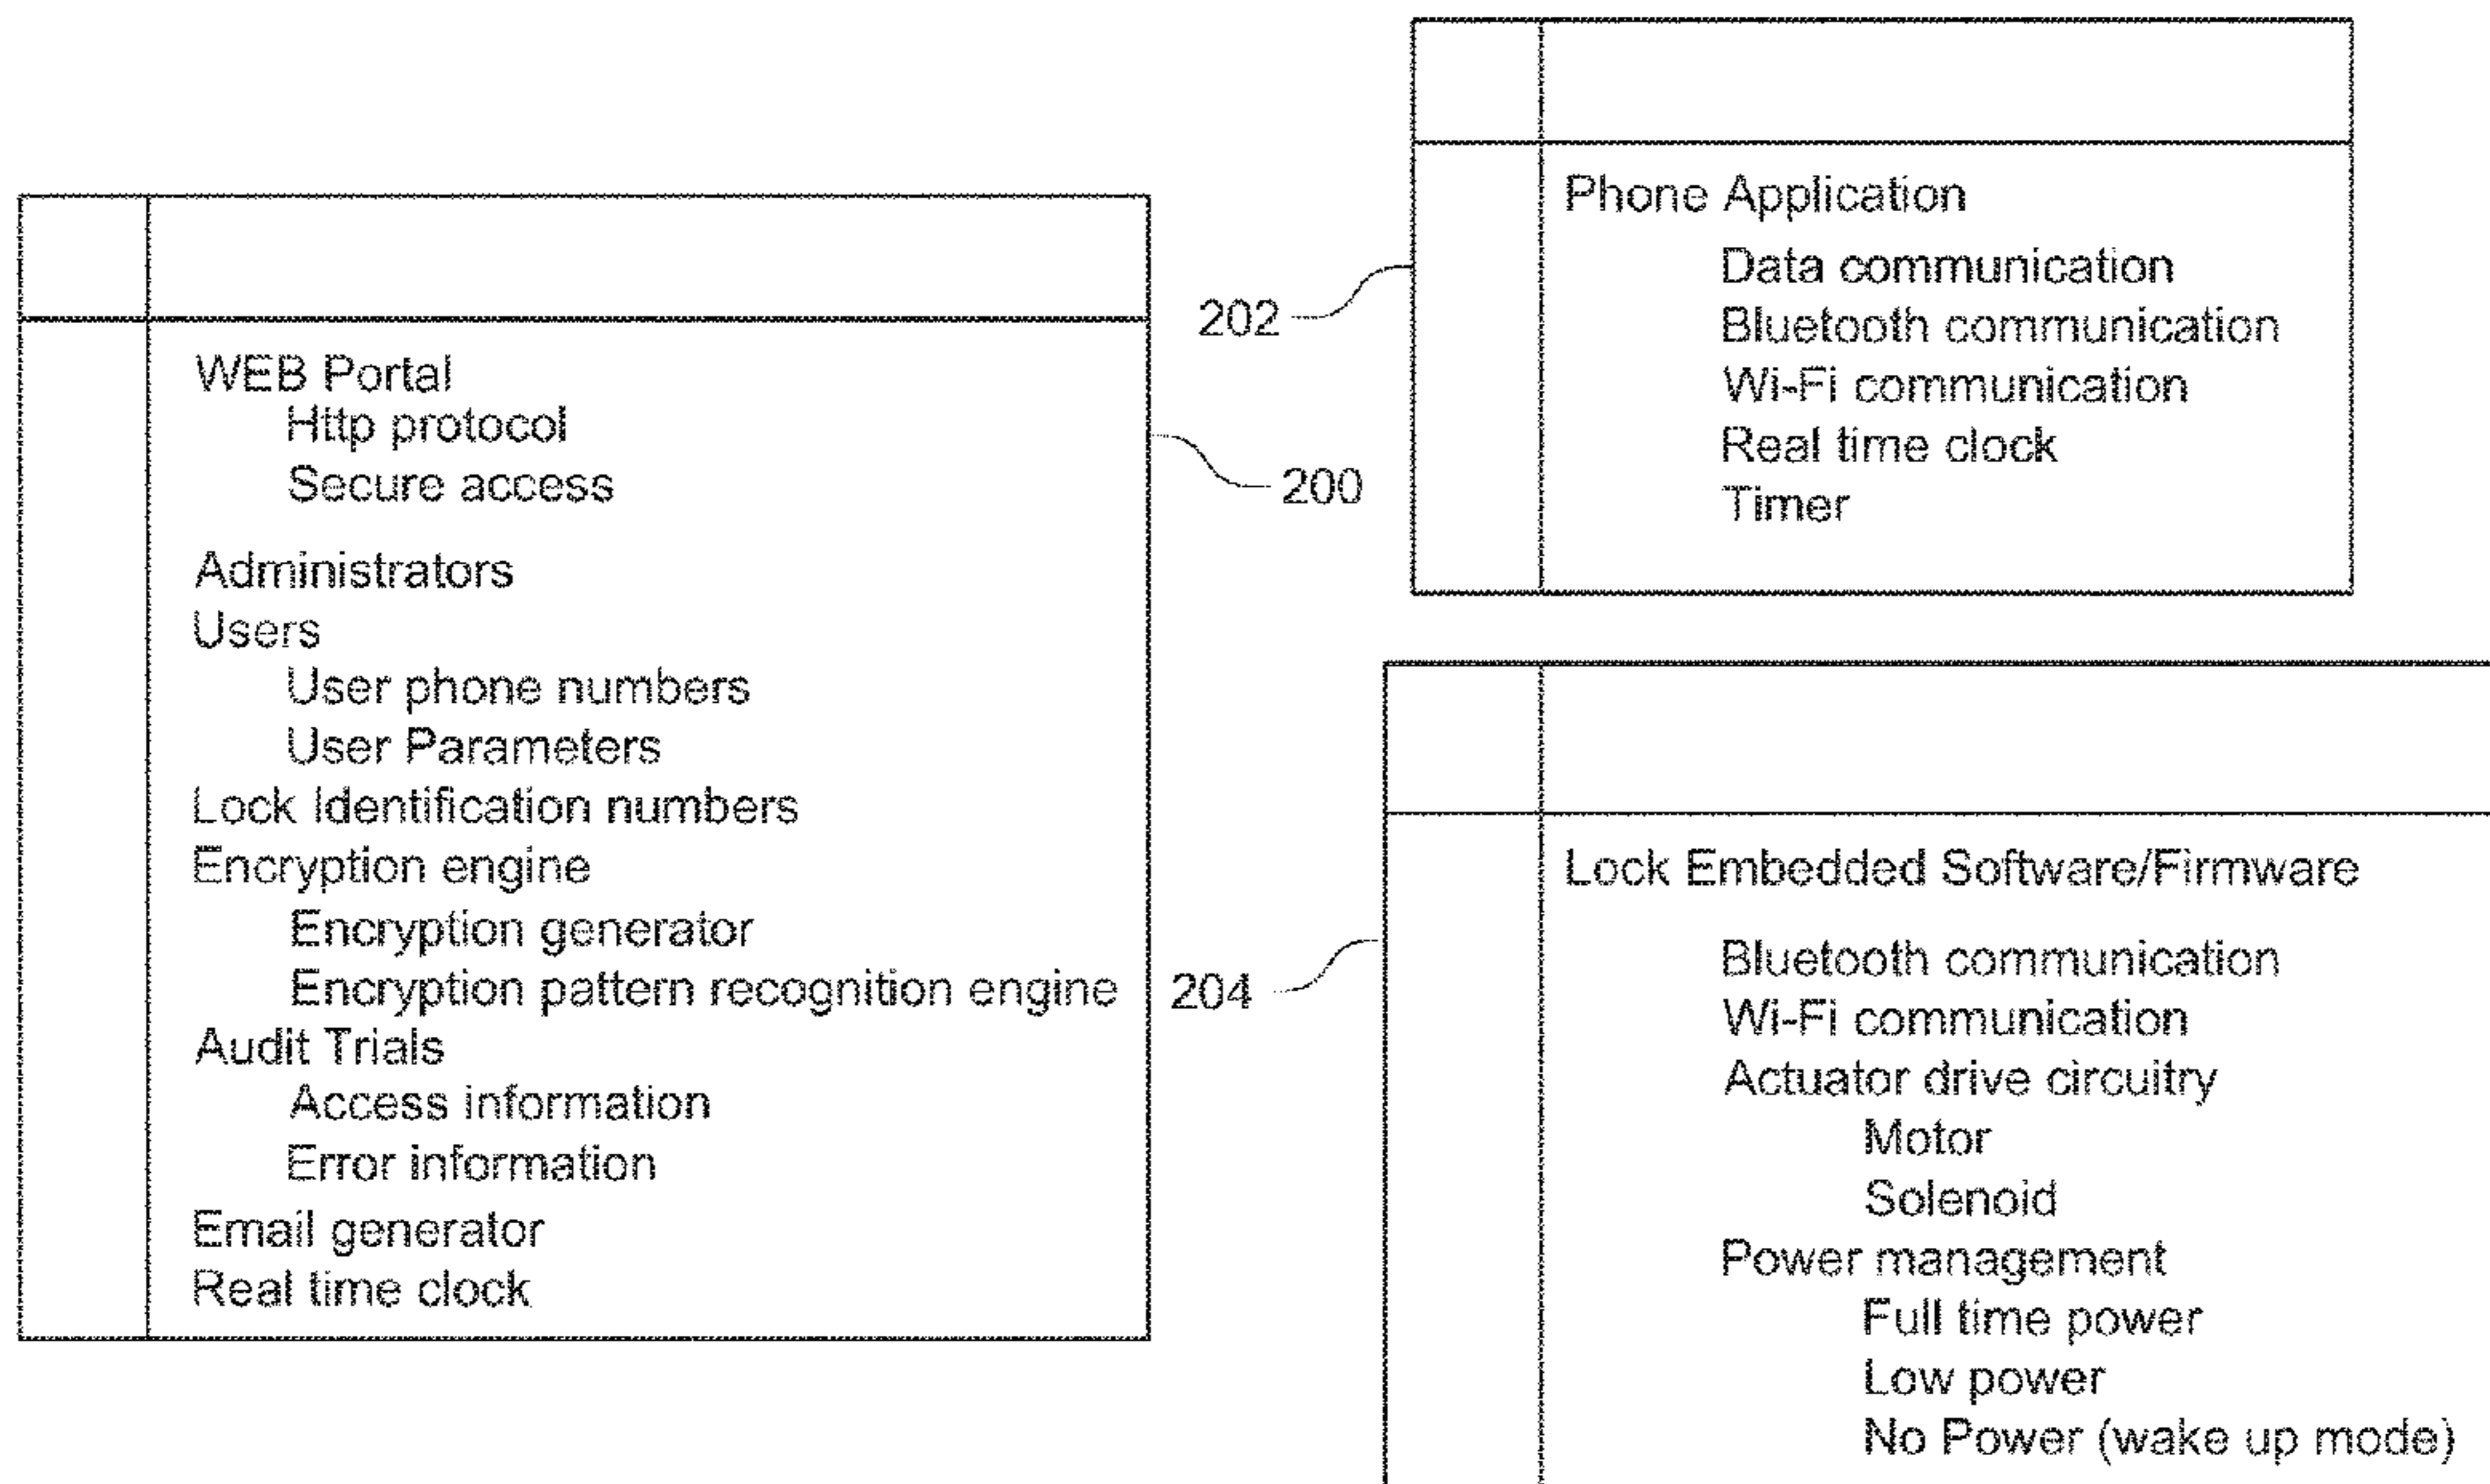 WEB Portal
Http protocol
Secure access
Administrators
Users
User phone numbers
User Parameters
Lock Identification numbers
Encryption engine
Encryption generator
Encryption pattern recognition engine
Audit Trials
Access information
Error information
Email generator
Real time clock
200
202
Phone Application
Data communication
Bluetooth communication
Wi-Fi communication
Real time clock
Timer
204
Lock Embedded Software/Firmware
Bluetooth communication
Wi-Fi communication
Actuator drive circuitry
Motor
Solenoid
Power management
Full time power
Low power
No Power (wake up mode)